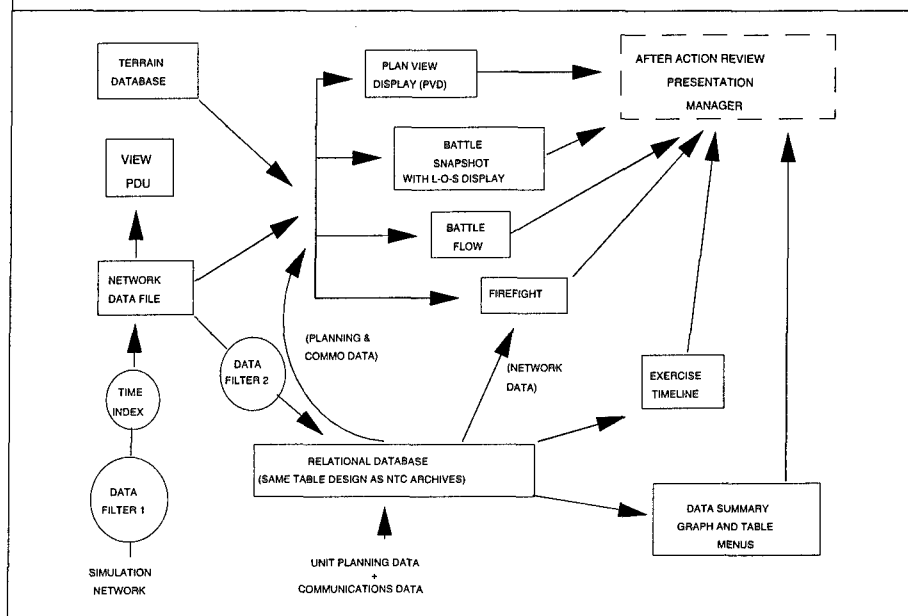 TERRAIN
DATABASE
PLAN VIEW
DISPLAY (PVD)
AFTER ACTION REVIEW
PRESENTATION
MANAGER
VIEW
PDU
BATTLE
SNAPSHOT
WITH L-O-S DISPLAY
BATTLE
FLOW
NETWORK
DATA FILE
FIREFIGHT
(PLANNING &
COMMO DATA)
DATA
FILTER 2
(NETWORK
DATA)
TIME
INDEX
EXERCISE
TIMELINE
RELATIONAL DATABASE
(SAME TABLE DESIGN AS NTC ARCHIVES)
DATA
FILTER 1
DATA SUMMARY
GRAPH AND TABLE
MENUS
SIMULATION
NETWORK
UNIT PLANNING DATA
+
COMMUNICATIONS DATA